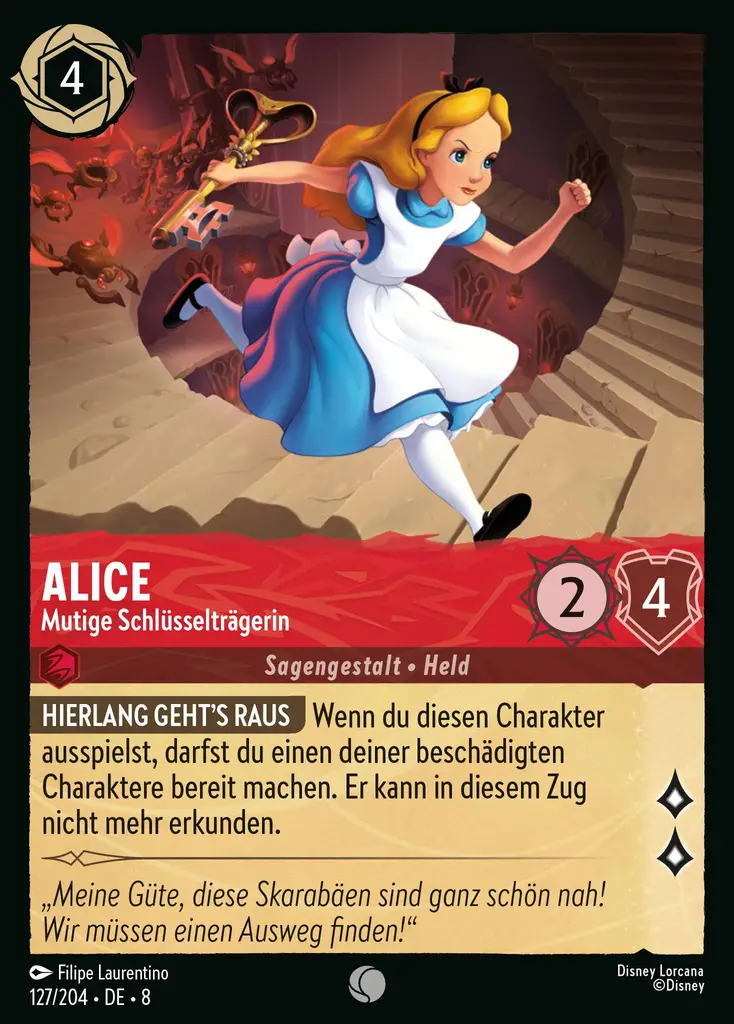 4
ALICE
Mutige Schlüsselträgerin
2
4
Sagengestalt • Held
HIERLANG GEHT'S RAUS Wenn du diesen Charakter
ausspielst, darfst du einen deiner beschädigten
Charaktere bereit machen. Er kann in diesem Zug
nicht mehr erkunden.
„Meine Güte, diese Skarabäen sind ganz schön nah!
Wir müssen einen Ausweg finden!“
Filipe Laurentino
127/204 • DE • 8
Disney Lorcana
©Disney